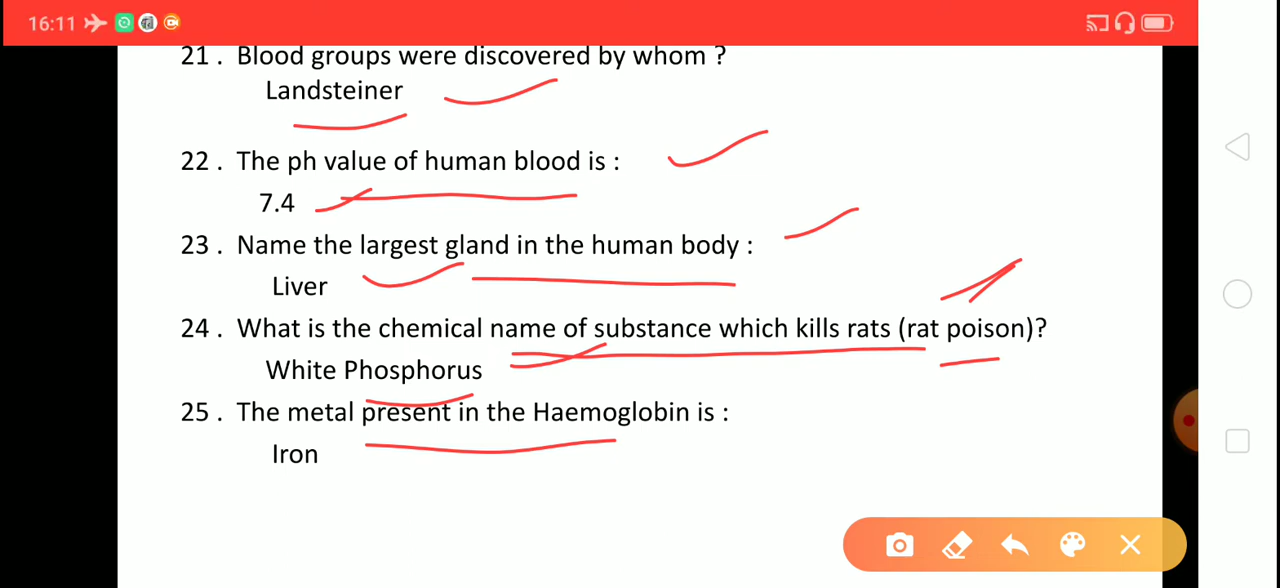 16:11
21 . Blood groups were discovered by whom ?
Landsteiner
22 . The ph value of human blood is :
7.4
23 . Name the largest gland in the human body :
Liver
24 . What is the chemical name of substance which kills rats (rat poison)?
White Phosphorus
25 . The metal present in the Haemoglobin is :
Iron